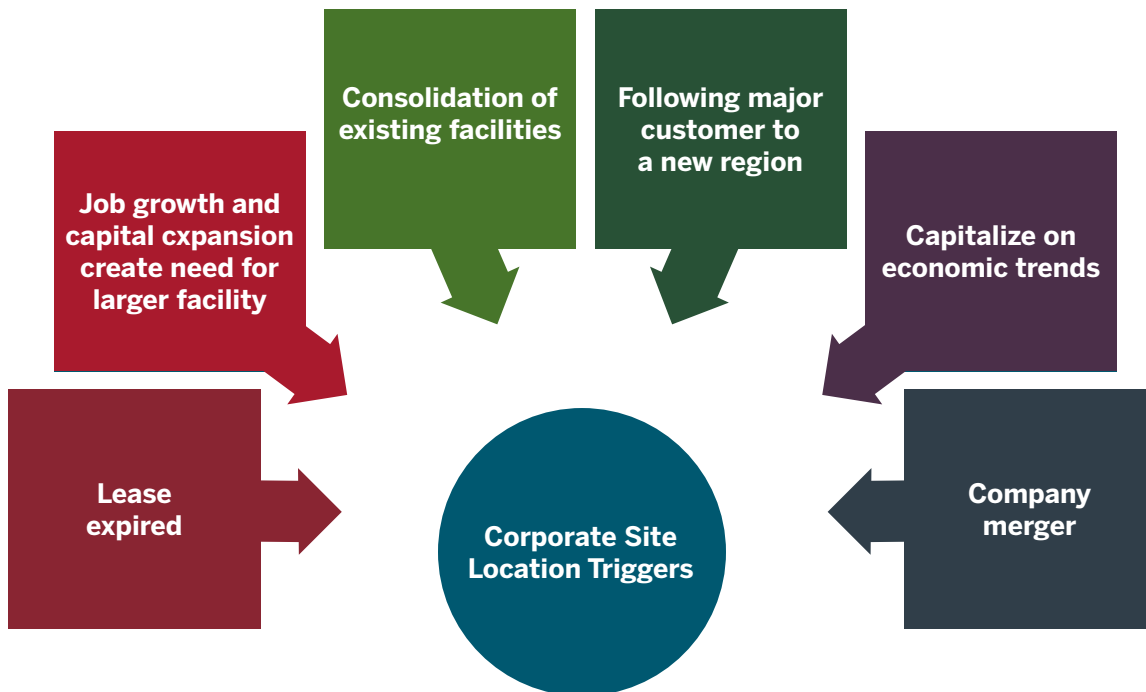 Consolidation of
existing facilities
Following major
customer to
a new region
Job growth and
capital cxpansion
create need for
larger facility
Capitalize on
economic trends
Lease
expired
Corporate Site
Location Triggers
Company
merger